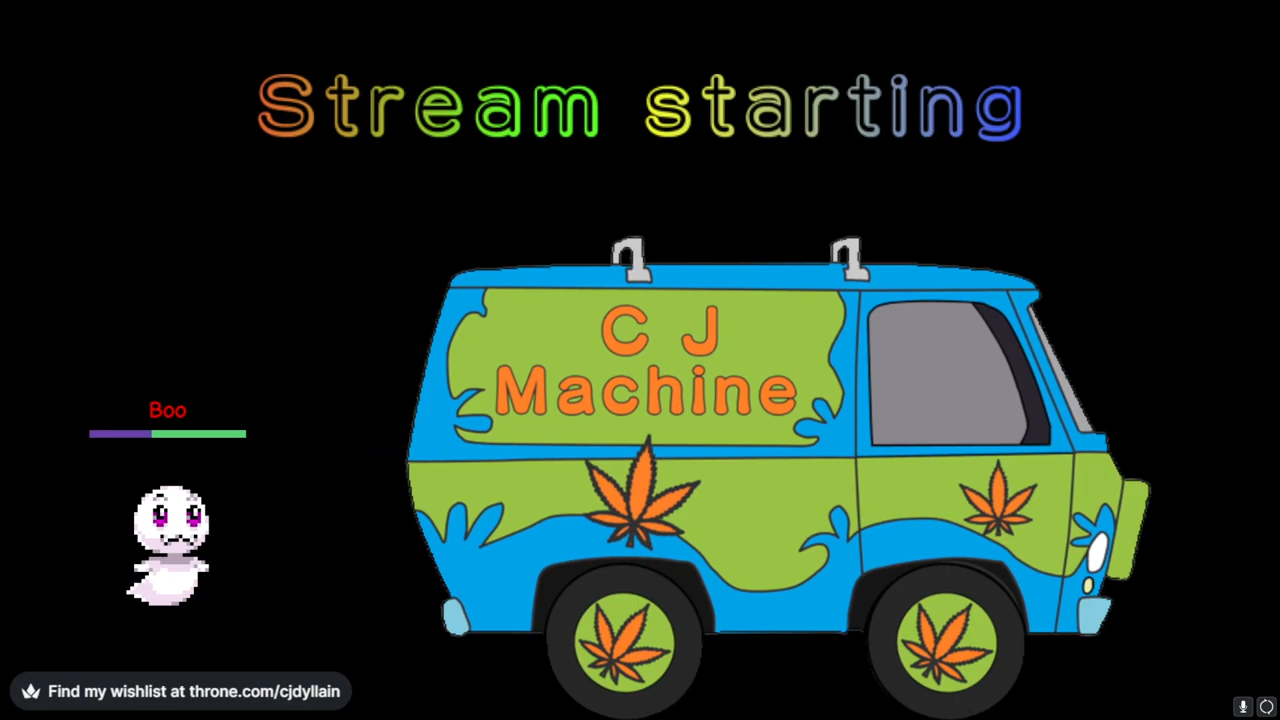 Stream starting
C J
Machine
Boo
Find my wishlist at throne.com/cjdyllain